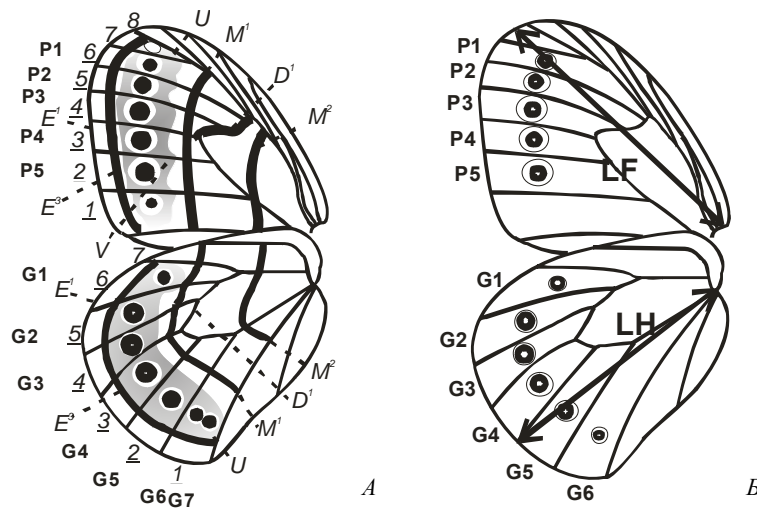 8 U M¹
7
P1 6
D¹
P2 5
M²
P3 4
E¹
P4 3
P5 2
E³
1
V
7
G1 6
E¹
G2 5
M²
G3 4
D¹
E³ 3
M¹
G4 2
U
G5 1
G6 G7
А
P1
P2
P3
P4
P5
LF
G1
LH
G2
G3
G4
G5
G6
Б